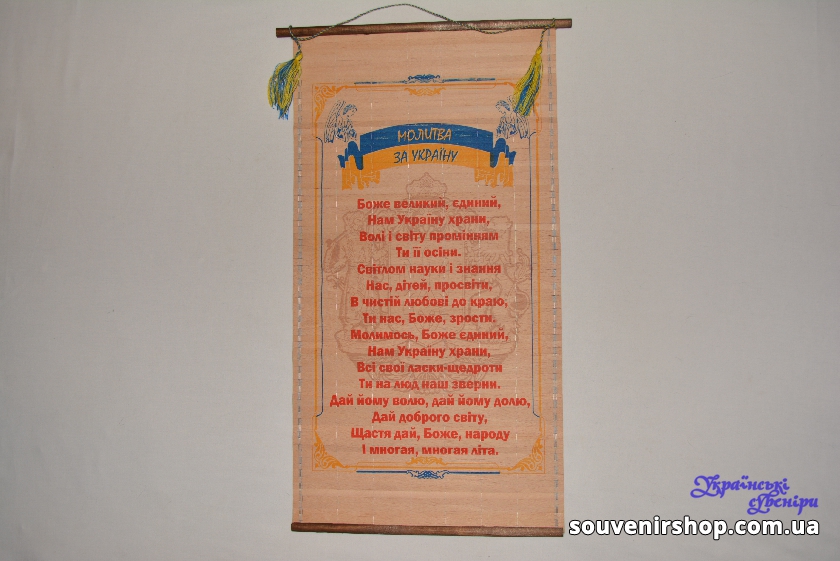 МОЛИТВА
ЗА УКРАЇНУ
Боже великий, єдиний,
Нам Україну храни,
Волі і світу промінням
Ти її осіни.
Світлом науки і знання
Нас, дітей, просвіти,
В чистій любові до краю,
Ти нас, Боже, зрости.
Молимось, Боже єдиний,
Нам Україну храни,
Всі свої ласки-щедроти
Ти на люд наш зверни.
Дай йому волю, дай йому долю,
Дай доброго світу,
Щастя дай, Боже, народу
І многая, многая літа.
Українські
сувеніри
souvenirshop.com.ua